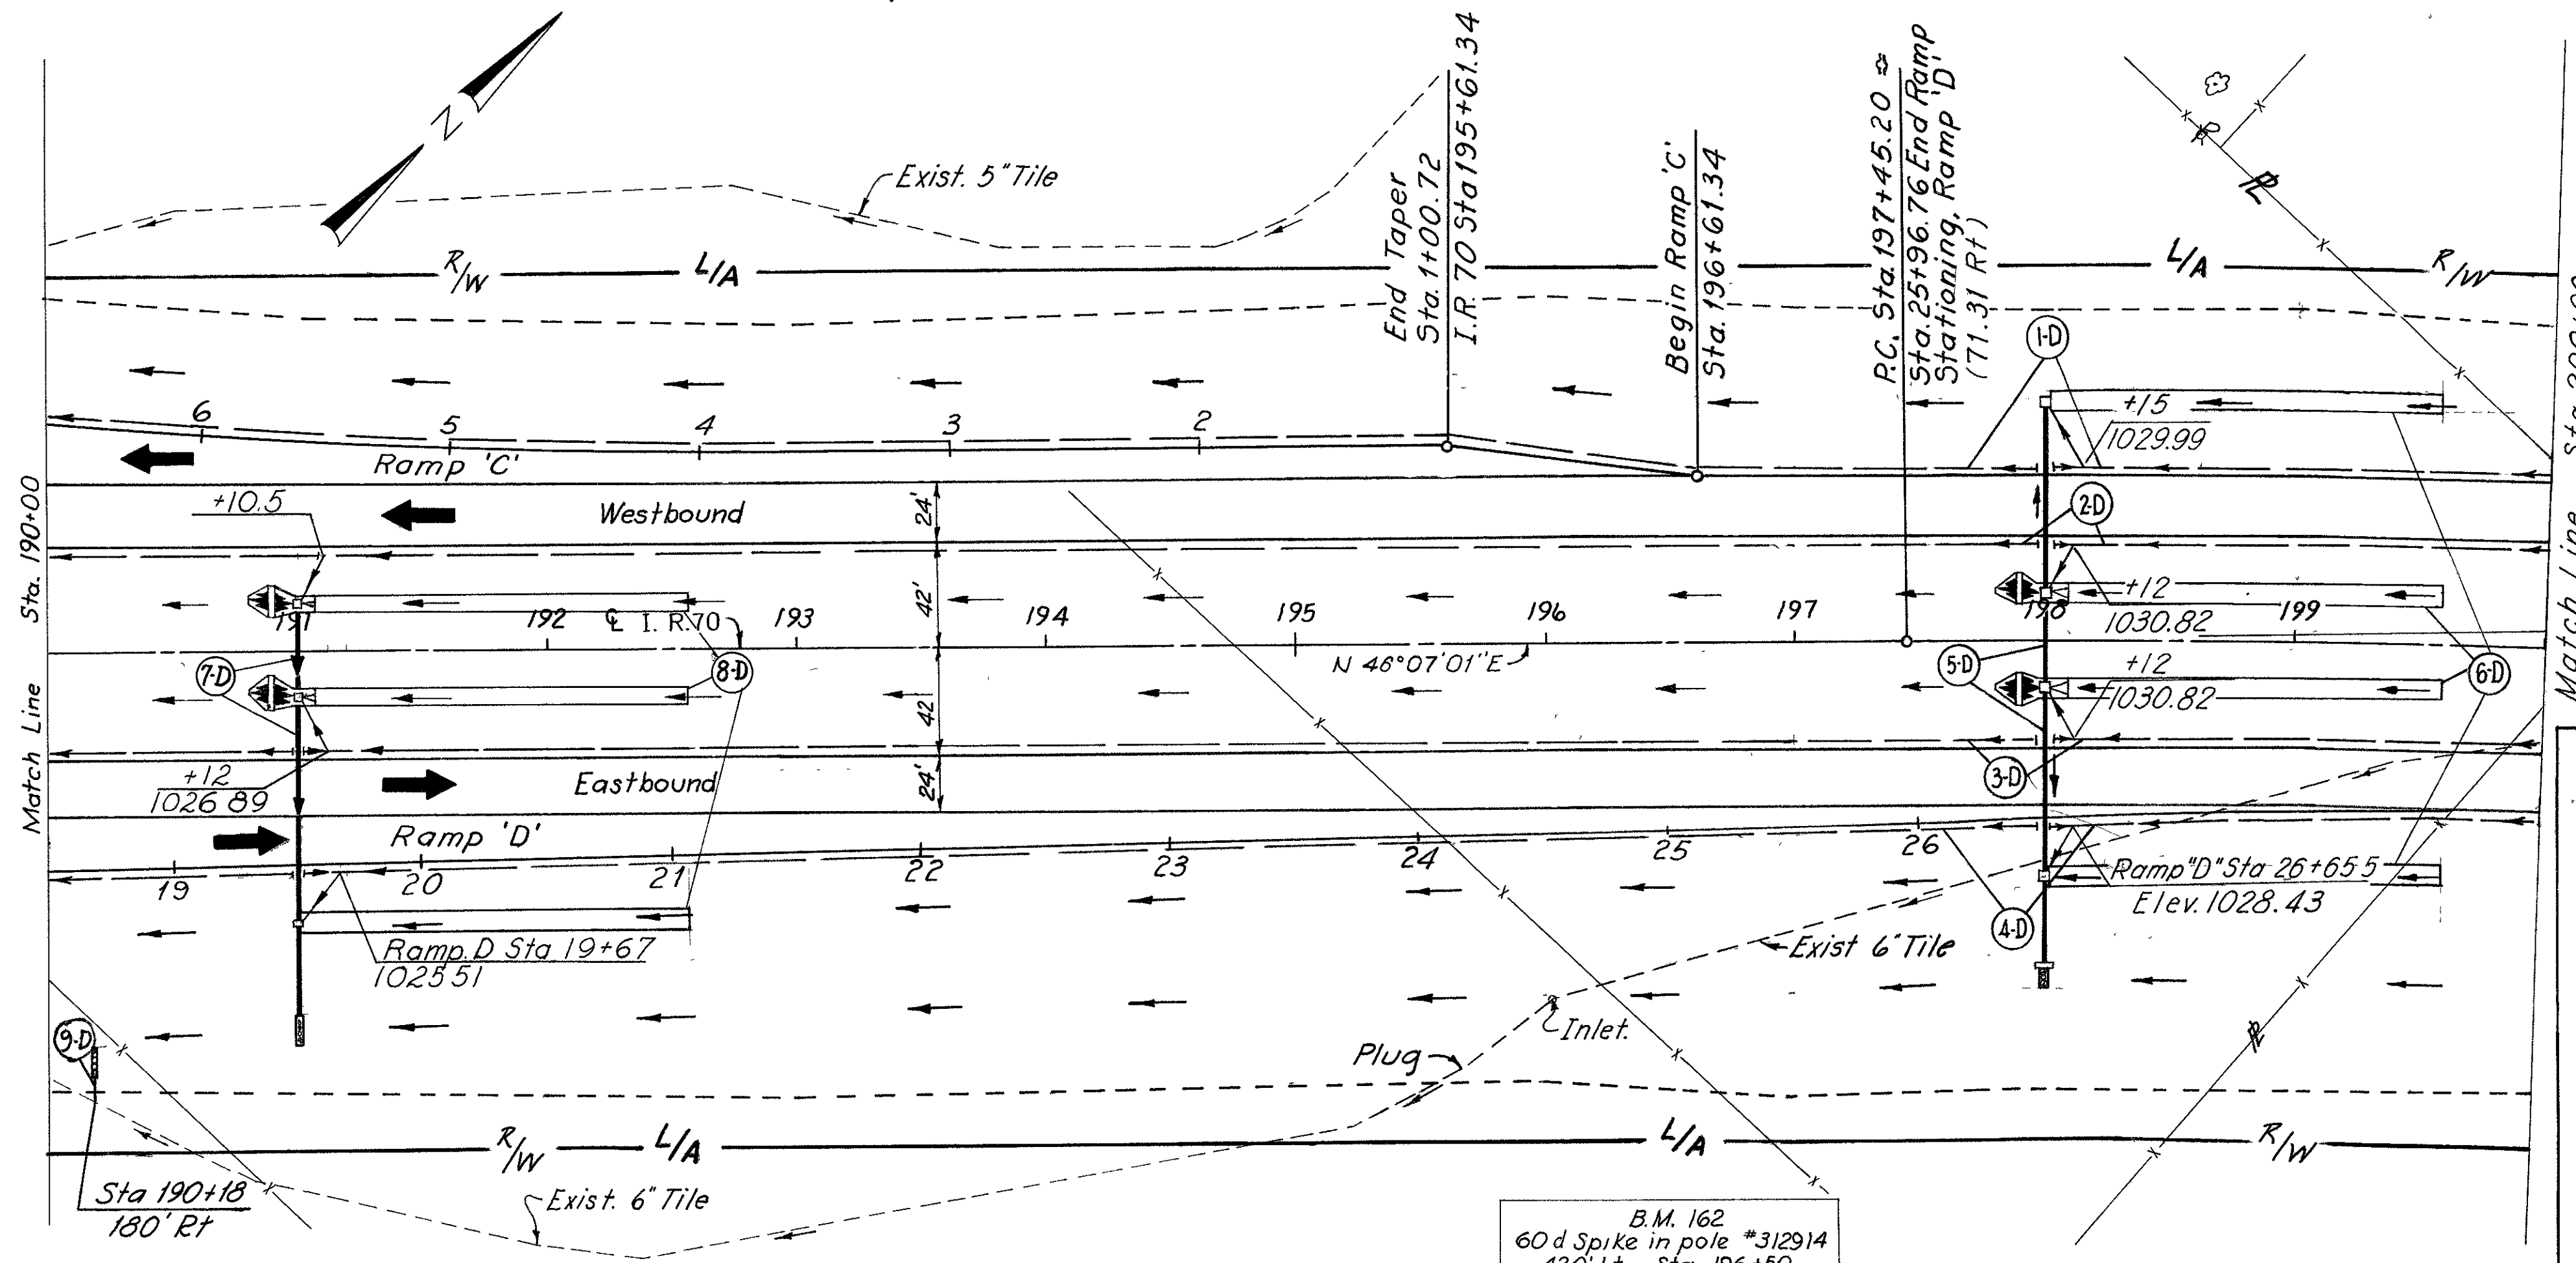 N
Exist. 5" Tile
End Taper
Sta. 1+00.72
I.R. 70 Sta 195+61.34
Begin Ramp 'C'
Sta. 196+61.34
P.C. Sta. 197+45.20 =
Sta. 25+96.76 End Ramp
Stationing, Ramp 'D'
(71.31 Rt)
R/W
L/A
L/A
R/W
PL
1-D
+15
1029.99
6
5
4
3
2
Ramp 'C'
+10.5
Westbound
24'
2-D
Match Line Sta. 190+00
Match Line
42'
191
192
℄ I. R. 70
193
194
195
196
197
198
199
+12
1030.82
N 46°07'01"E
7-D
8-D
5-D
+12
1030.82
6-D
42
+12
1026 89
Eastbound
24'
3-D
Ramp 'D'
19
20
21
22
23
24
25
26
Ramp "D" Sta 26+65.5
Elev. 1028.43
Ramp. D Sta 19+67
1025 51
4-D
Exist 6" Tile
Inlet.
Plug
9-D
PL
R/W
L/A
L/A
R/W
Sta 190+18
180' Rt
Exist. 6" Tile
B.M. 162
60 d Spike in pole #312914